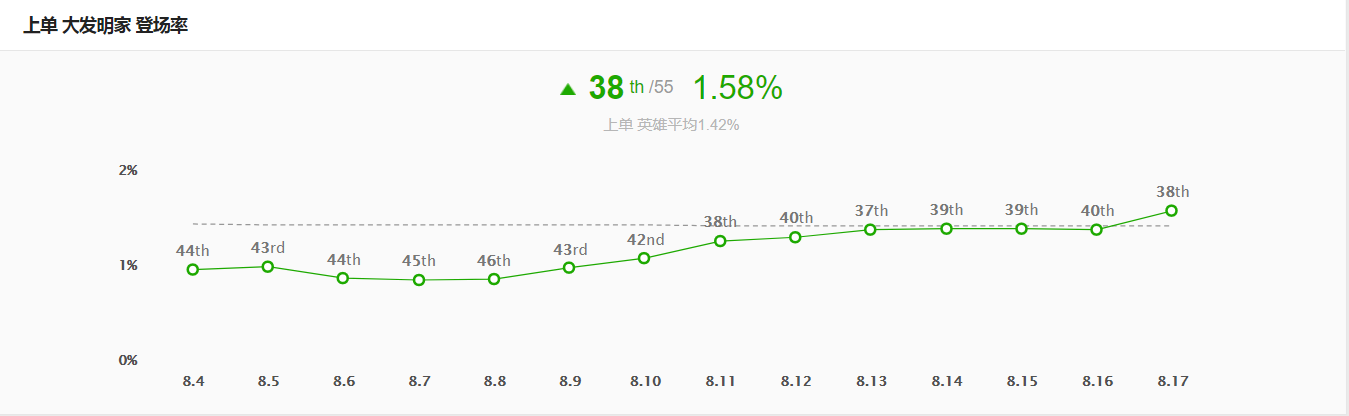 上单 大发明家 登场率
38 th /55 1.58%
上单 英雄平均1.42%
2%
1%
0%
44th 43rd 44th 45th 46th 43rd 42nd 38th 40th 37th 39th 39th 40th 38th
8.4 8.5 8.6 8.7 8.8 8.9 8.10 8.11 8.12 8.13 8.14 8.15 8.16 8.17